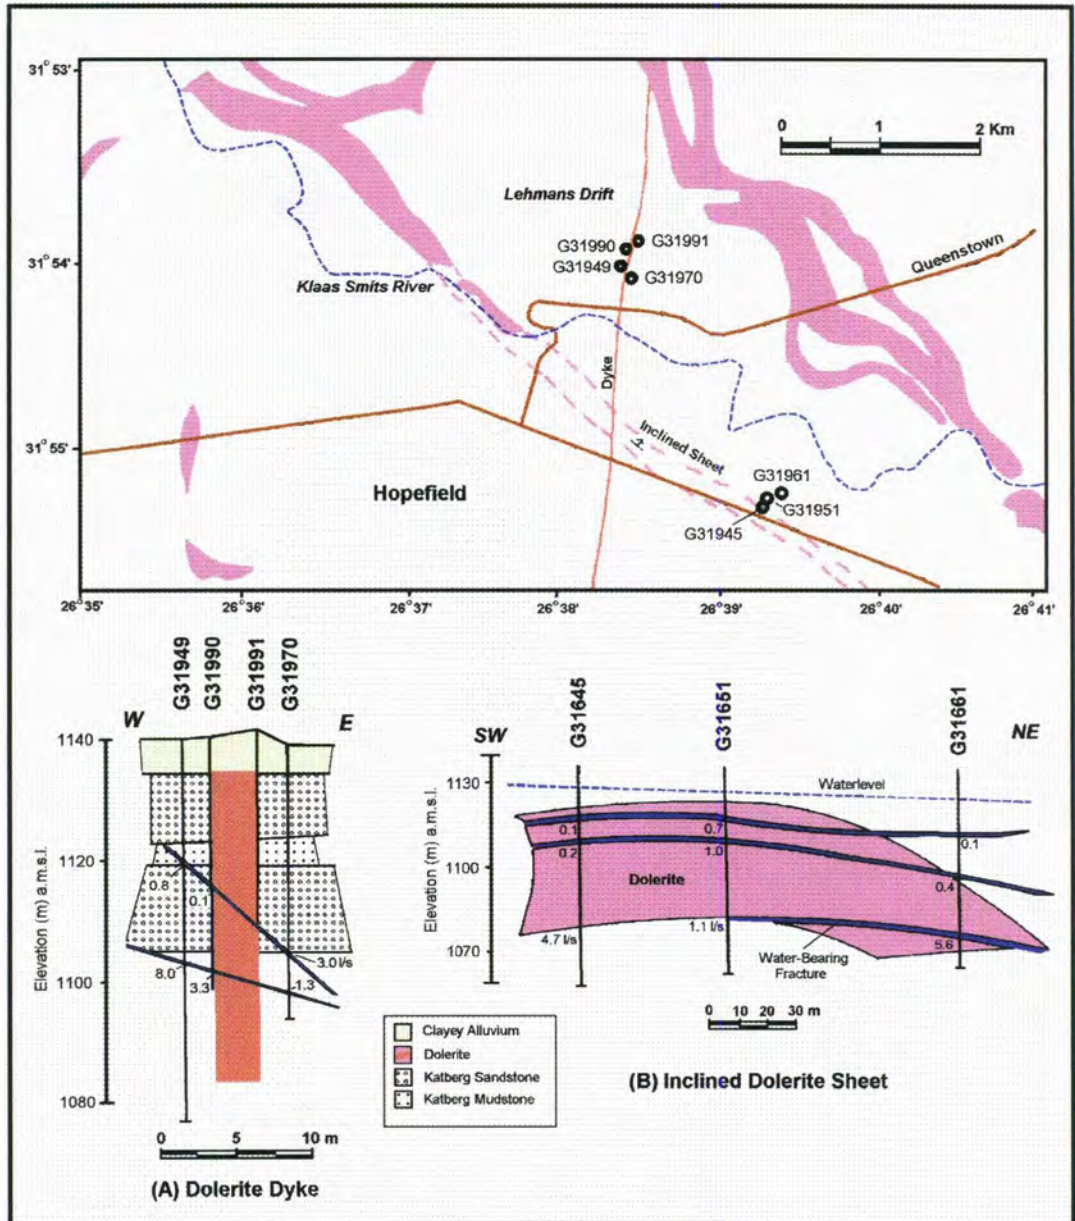 31°53'
0 1 2 Km
Lehmans Drift
G31990
G31991
31°54'
G31949
G31970
Queenstown
Klaas Smits River
Dyke
31°55'
Inclined Sheet
Hopefield
G31961
G31951
G31945
26°35'
26°36'
26°37'
26°38'
26°39'
26°40'
26°41'
G31949
G31990
G31991
G31970
W
E
Elevation (m) a.m.s.l.
1140
1120
1100
1080
0.8
0.1
8.0
3.3
3.0 l/s
1.3
0 5 10 m
(A) Dolerite Dyke
Clayey Alluvium
Dolerite
Katberg Sandstone
Katberg Mudstone
G31645
G31651
G31661
SW
NE
Elevation (m) a.m.s.l.
1130
1100
1070
Waterlevel
0.1
0.7
0.1
0.2
1.0
0.4
Dolerite
4.7 l/s
1.1 l/s
5.6
Water-Bearing
Fracture
0 10 20 30 m
(B) Inclined Dolerite Sheet